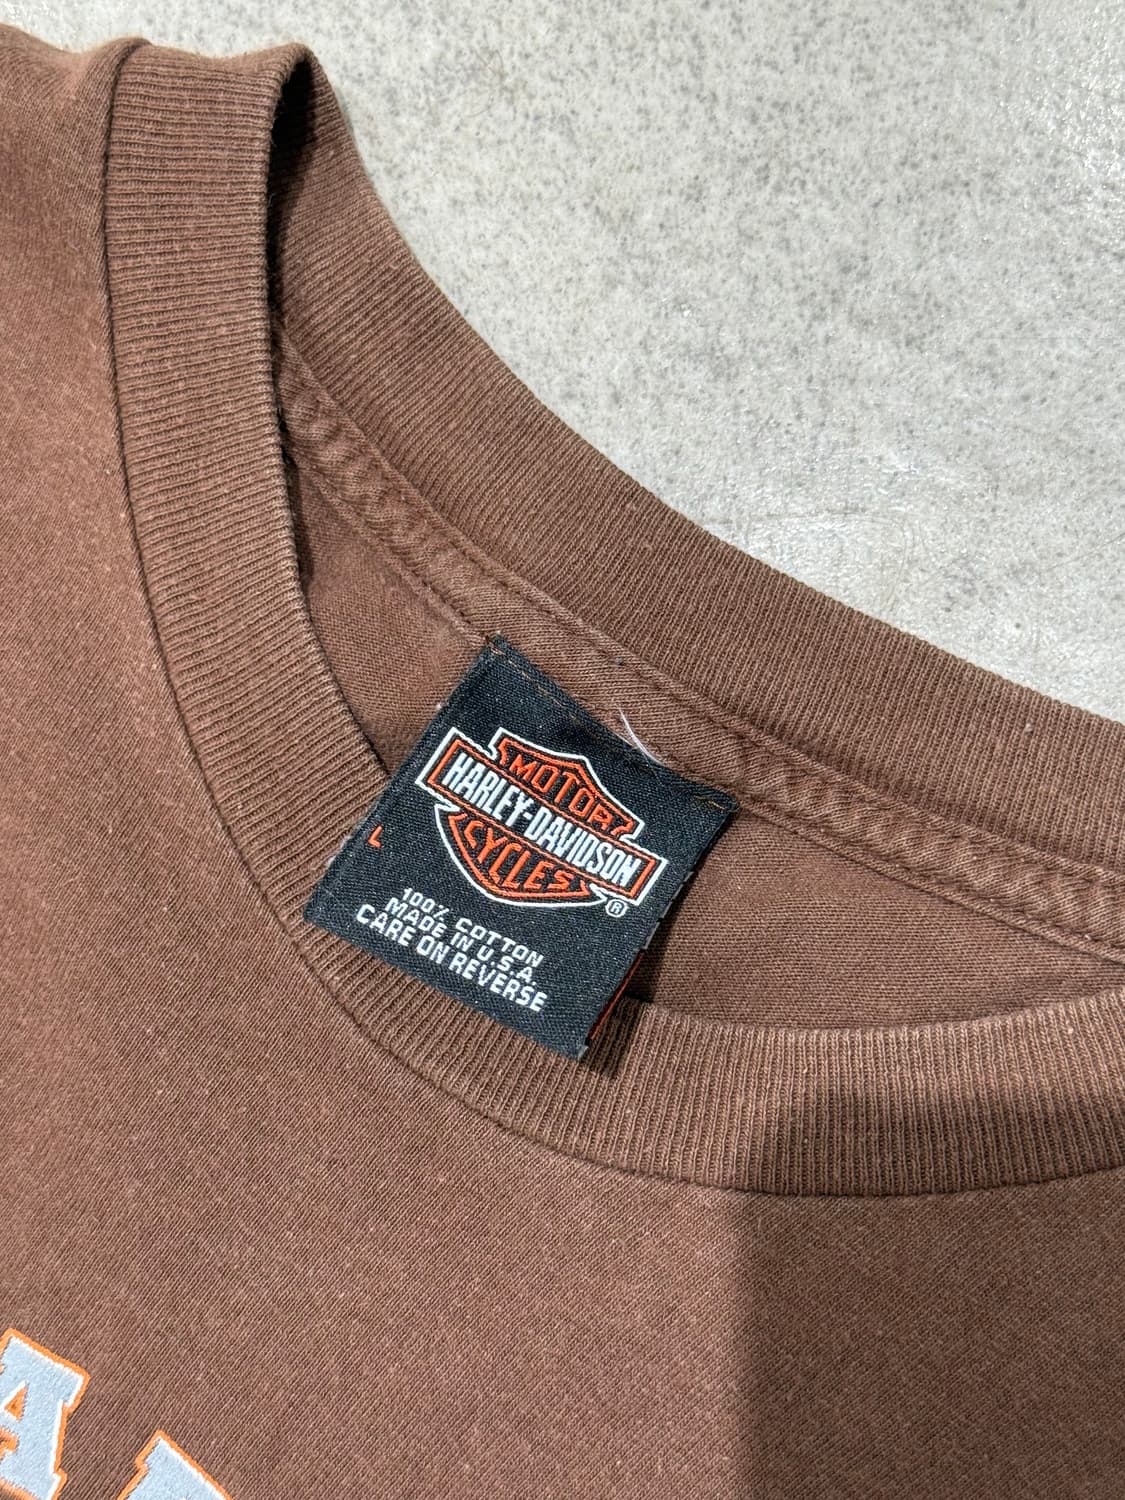 MOTOR
HARLEY-DAVIDSON
CYCLES
®
L
100% COTTON
MADE IN U.S.A.
CARE ON REVERSE
A